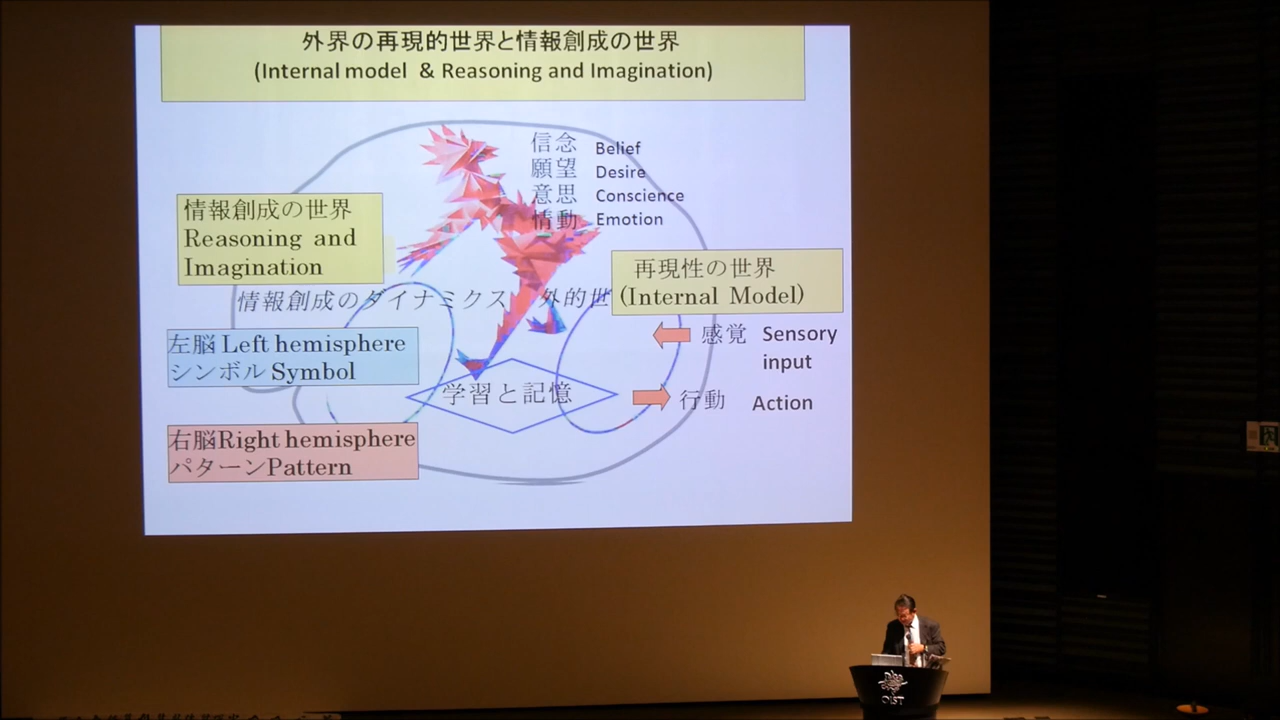 外界の再現的世界と情報創成の世界
(Internal model & Reasoning and Imagination)
信念 Belief
願望 Desire
意思 Conscience
情動 Emotion
情報創成の世界
Reasoning and
Imagination
再現性の世界
(Internal Model)
情報創成のダイナミクス 外的世
左脳 Left hemisphere
シンボル Symbol
感覚 Sensory
input
学習と記憶
行動 Action
右脳Right hemisphere
パターンPattern
OIST